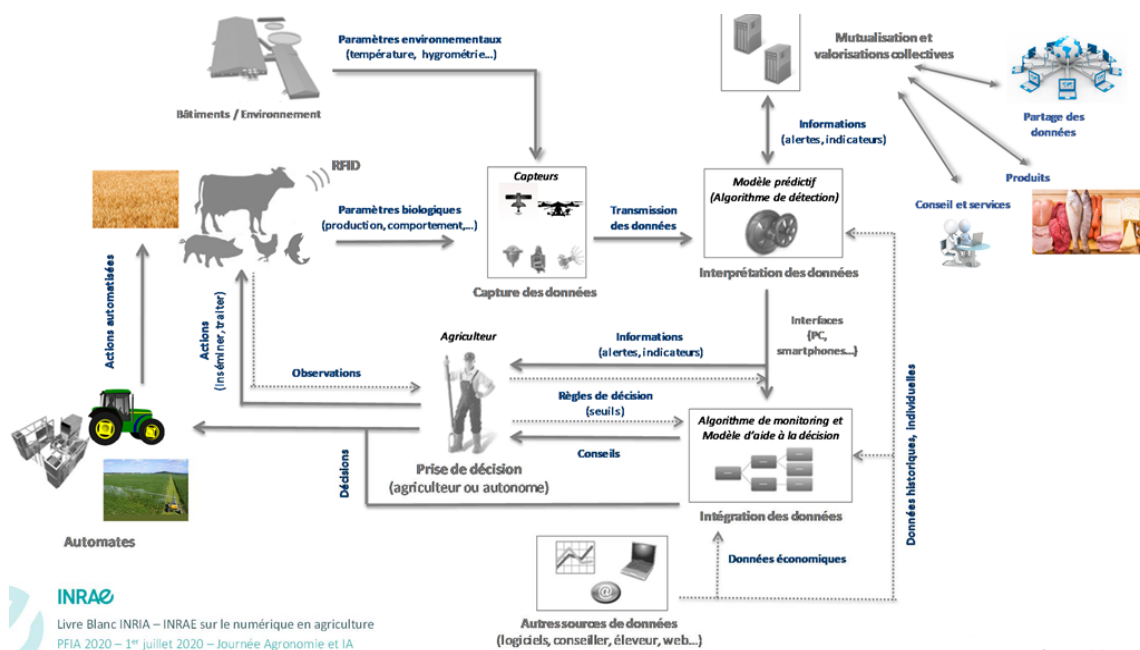 Paramètres environnementaux
(température, hygrométrie...)
Bâtiments / Environnement
Mutualisation et
valorisations collectives
Partage des
données
Informations
(alertes, indicateurs)
Produits
Conseil et services
RFID
Paramètres biologiques
(production, comportement,...)
Capteurs
Capture des données
Transmission
des données
Modèle prédictif
(Algorithme de détection)
Interprétation des données
Interfaces
(PC,
smartphones...)
Actions automatisées
Actions
(inséminer, traiter)
Observations
Agriculteur
Informations
(alertes, indicateurs)
Règles de décision
(seuils)
Conseils
Prise de décision
(agriculteur ou autonome)
Décisions
Algorithme de monitoring et
Modèle d'aide à la décision
Intégration des données
Données historiques, individuelles
Automates
Données économiques
@
Autres sources de données
(logiciels, conseiller, éleveur, web...)
INRAE
Livre Blanc INRIA – INRAE sur le numérique en agriculture
PFIA 2020 – 1er juillet 2020 – Journée Agronomie et IA